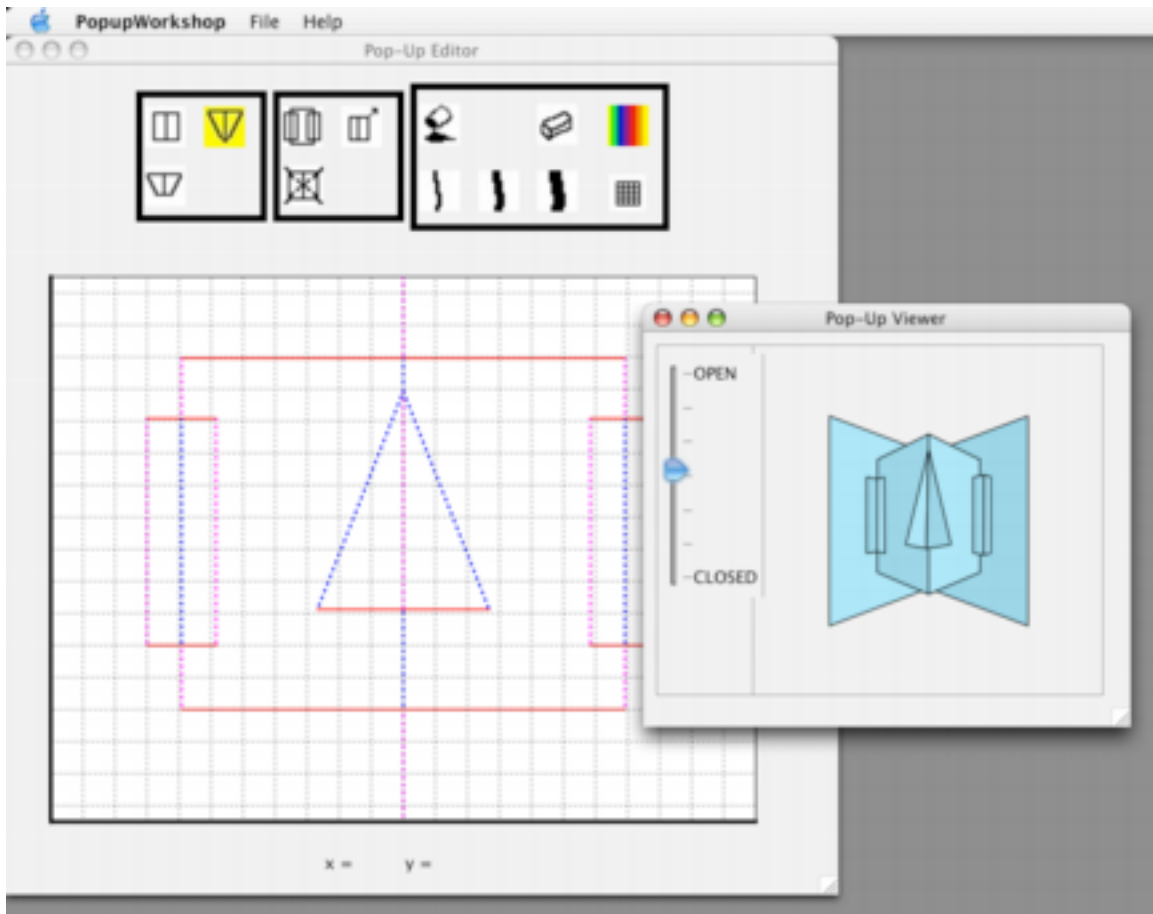 PopupWorkshop File Help
Pop-Up Editor
Pop-Up Viewer
OPEN
CLOSED
x = y =